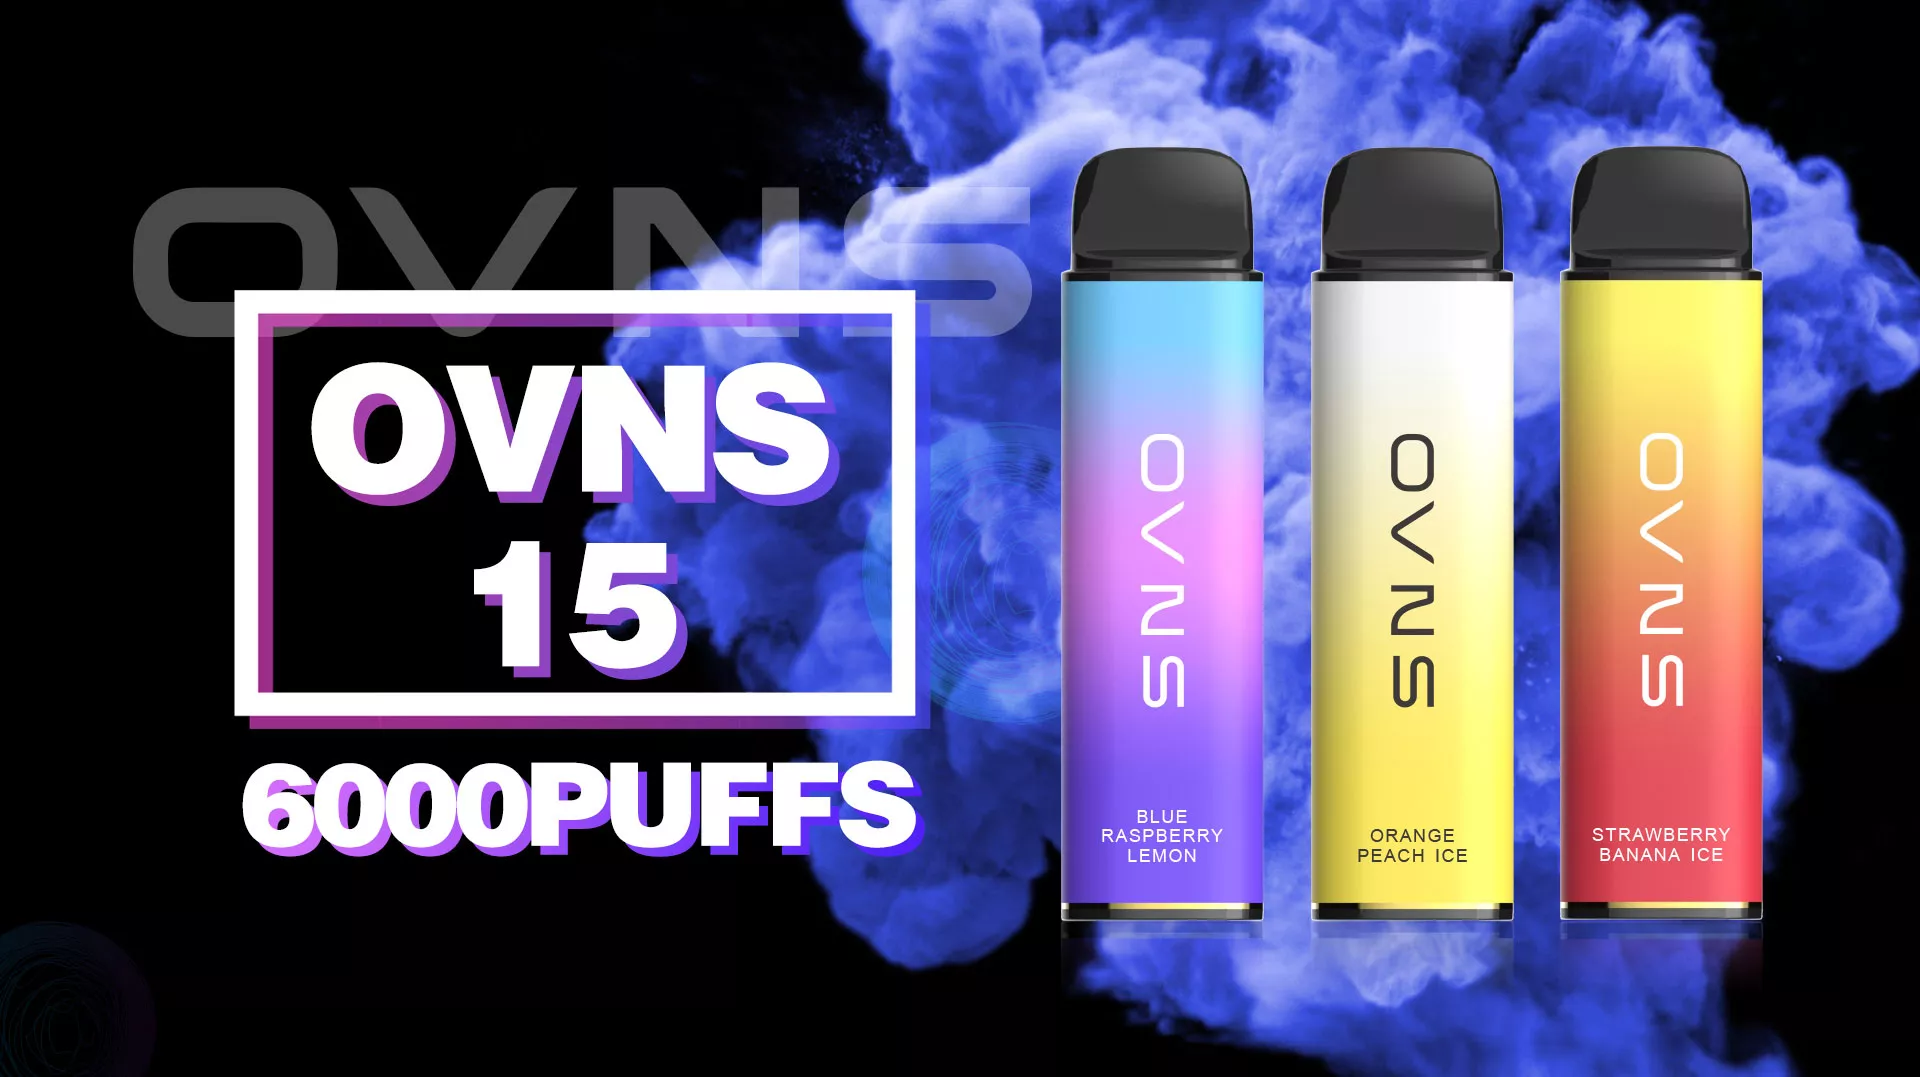 OVNS
OVNS
15
6000PUFFS
OVNS
BLUE
RASPBERRY
LEMON
OVNS
ORANGE
PEACH ICE
OVNS
STRAWBERRY
BANANA ICE